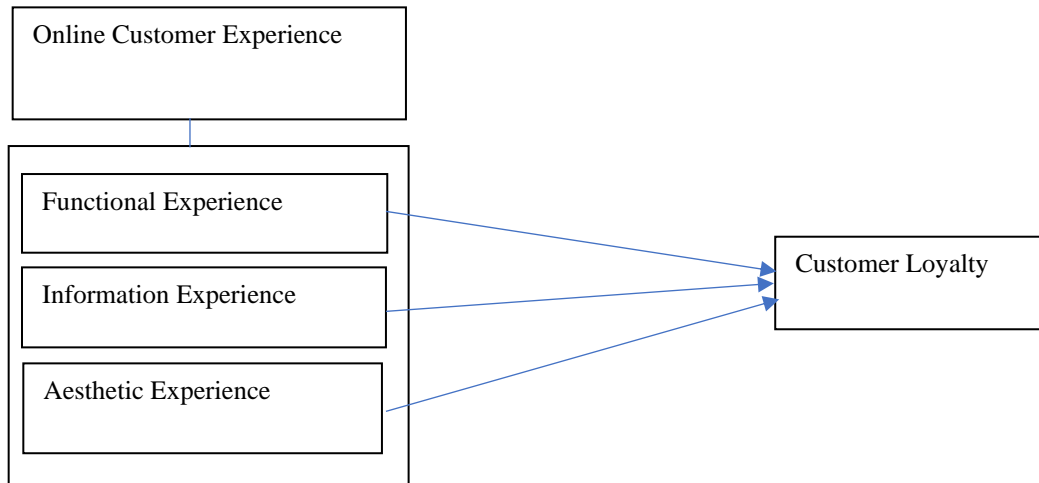 Online Customer Experience
Functional Experience
Information Experience
Aesthetic Experience
Customer Loyalty